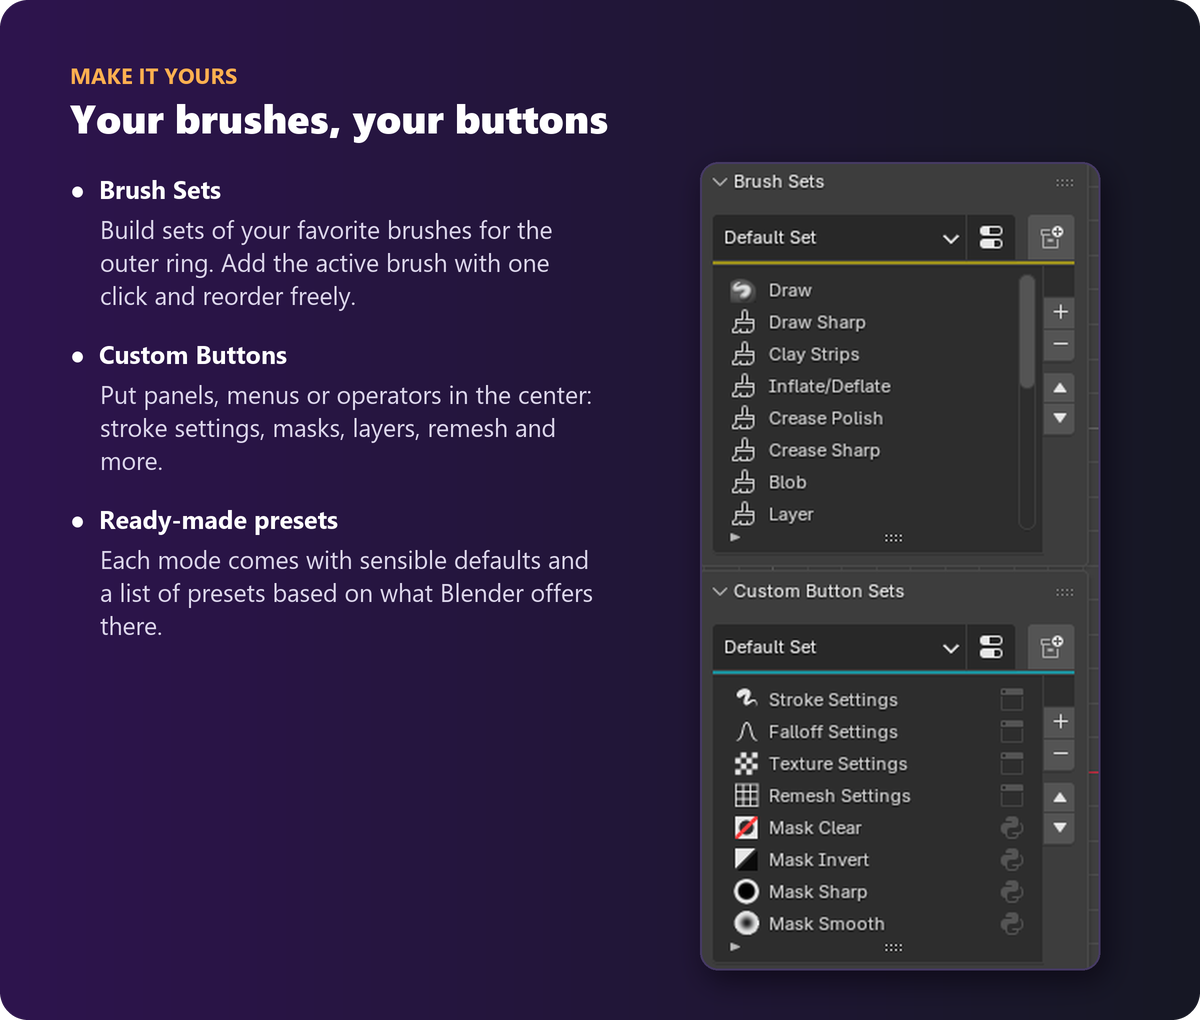 MAKE IT YOURS
Your brushes, your buttons
● Brush Sets
Build sets of your favorite brushes for the
outer ring. Add the active brush with one
click and reorder freely.
● Custom Buttons
Put panels, menus or operators in the center:
stroke settings, masks, layers, remesh and
more.
● Ready-made presets
Each mode comes with sensible defaults and
a list of presets based on what Blender offers
there.
Brush Sets
Default Set
Draw
Draw Sharp
Clay Strips
Inflate/Deflate
Crease Polish
Crease Sharp
Blob
Layer
Custom Button Sets
Default Set
Stroke Settings
Falloff Settings
Texture Settings
Remesh Settings
Mask Clear
Mask Invert
Mask Sharp
Mask Smooth